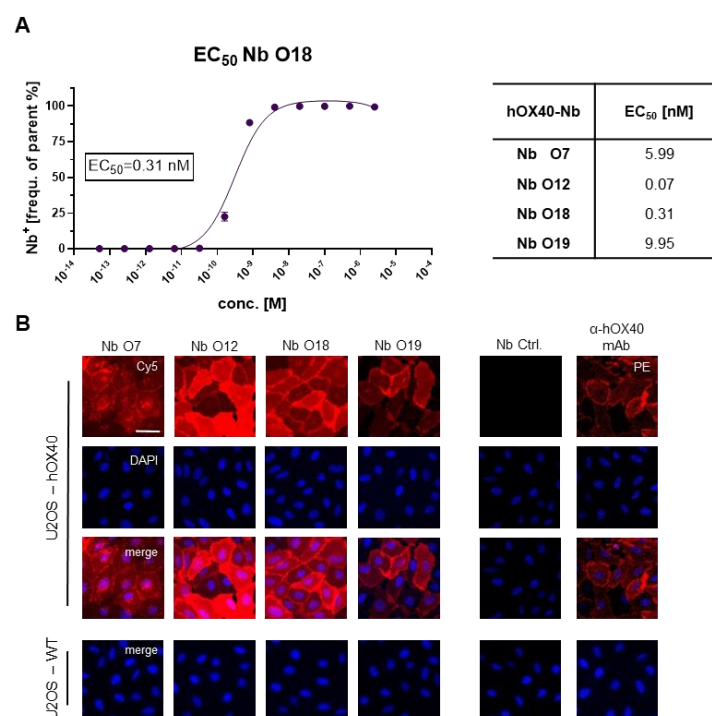 A
EC50 Nb O18
Nb+ [frequ. of parent %]
100
75
50
25
0
EC50=0.31 nM
10-14
10-13
10-12
10-11
10-10
10-9
10-8
10-7
10-6
10-5
10-4
conc. [M]
hOX40-Nb EC50 [nM]
Nb O7 5.99
Nb O12 0.07
Nb O18 0.31
Nb O19 9.95
B
Nb O7 Nb O12 Nb O18 Nb O19 Nb Ctrl. α-hOX40 mAb
Cy5 PE
DAPI
merge
U2OS – hOX40
merge
U2OS – WT